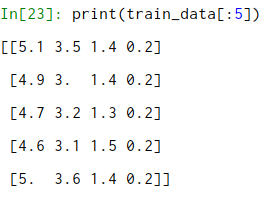 In[23]: print(train_data[:5])
[[5.1 3.5 1.4 0.2]
 [4.9 3.  1.4 0.2]
 [4.7 3.2 1.3 0.2]
 [4.6 3.1 1.5 0.2]
 [5.  3.6 1.4 0.2]]